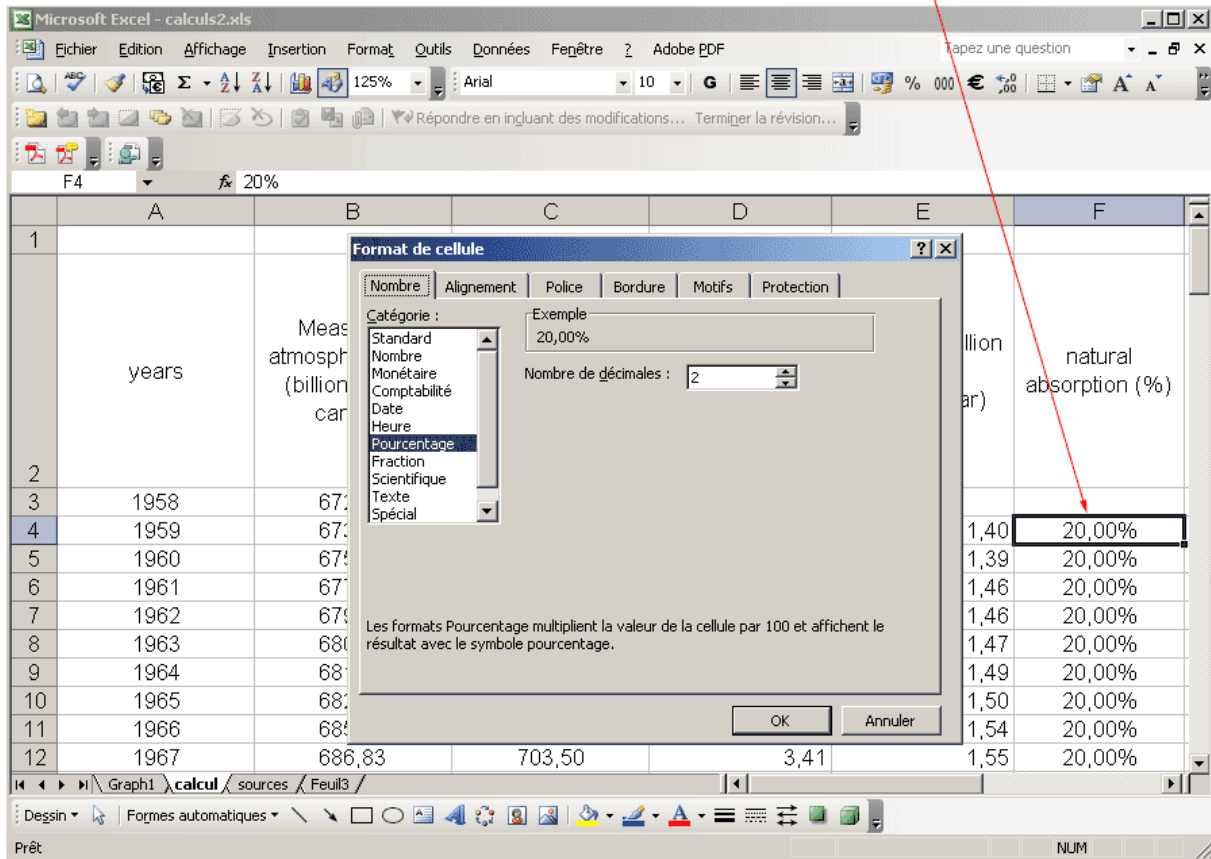 Microsoft Excel - calculs2.xls
Fichier Edition Affichage Insertion Format Outils Données Fenêtre ? Adobe PDF Tapez une question
ABC Σ 125% Arial 10 G % 000 €
Répondre en incluant des modifications... Terminer la révision...
F4 fx 20%
A B C D E F
1
Format de cellule
Nombre Alignement Police Bordure Motifs Protection
Catégorie :
Standard
Nombre
Monétaire
Comptabilité
Date
Heure
Pourcentage
Fraction
Scientifique
Texte
Spécial
Exemple
20,00%
Nombre de décimales : 2
Les formats Pourcentage multiplient la valeur de la cellule par 100 et affichent le
résultat avec le symbole pourcentage.
OK Annuler
2 years
natural
absorption (%)
3 1958
4 1959 1,40 20,00%
5 1960 1,39 20,00%
6 1961 1,46 20,00%
7 1962 1,46 20,00%
8 1963 1,47 20,00%
9 1964 1,49 20,00%
10 1965 1,50 20,00%
11 1966 1,54 20,00%
12 1967 686,83 703,50 3,41 1,55 20,00%
Graph1 calcul sources Feuil3
Dessin Formes automatiques
Prêt NUM